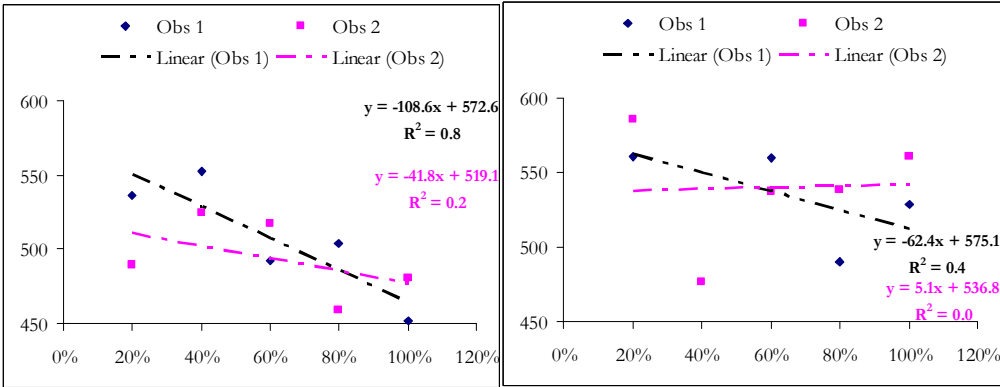 Obs 1 Obs 2
Linear (Obs 1) Linear (Obs 2)
600
y = -108.6x + 572.6
R² = 0.8
550
y = -41.8x + 519.1
R² = 0.2
500
450
0% 20% 40% 60% 80% 100% 120%
Obs 1 Obs 2
Linear (Obs 1) Linear (Obs 2)
600
550
500
y = -62.4x + 575.1
R² = 0.4
y = 5.1x + 536.8
R² = 0.0
450
0% 20% 40% 60% 80% 100% 120%